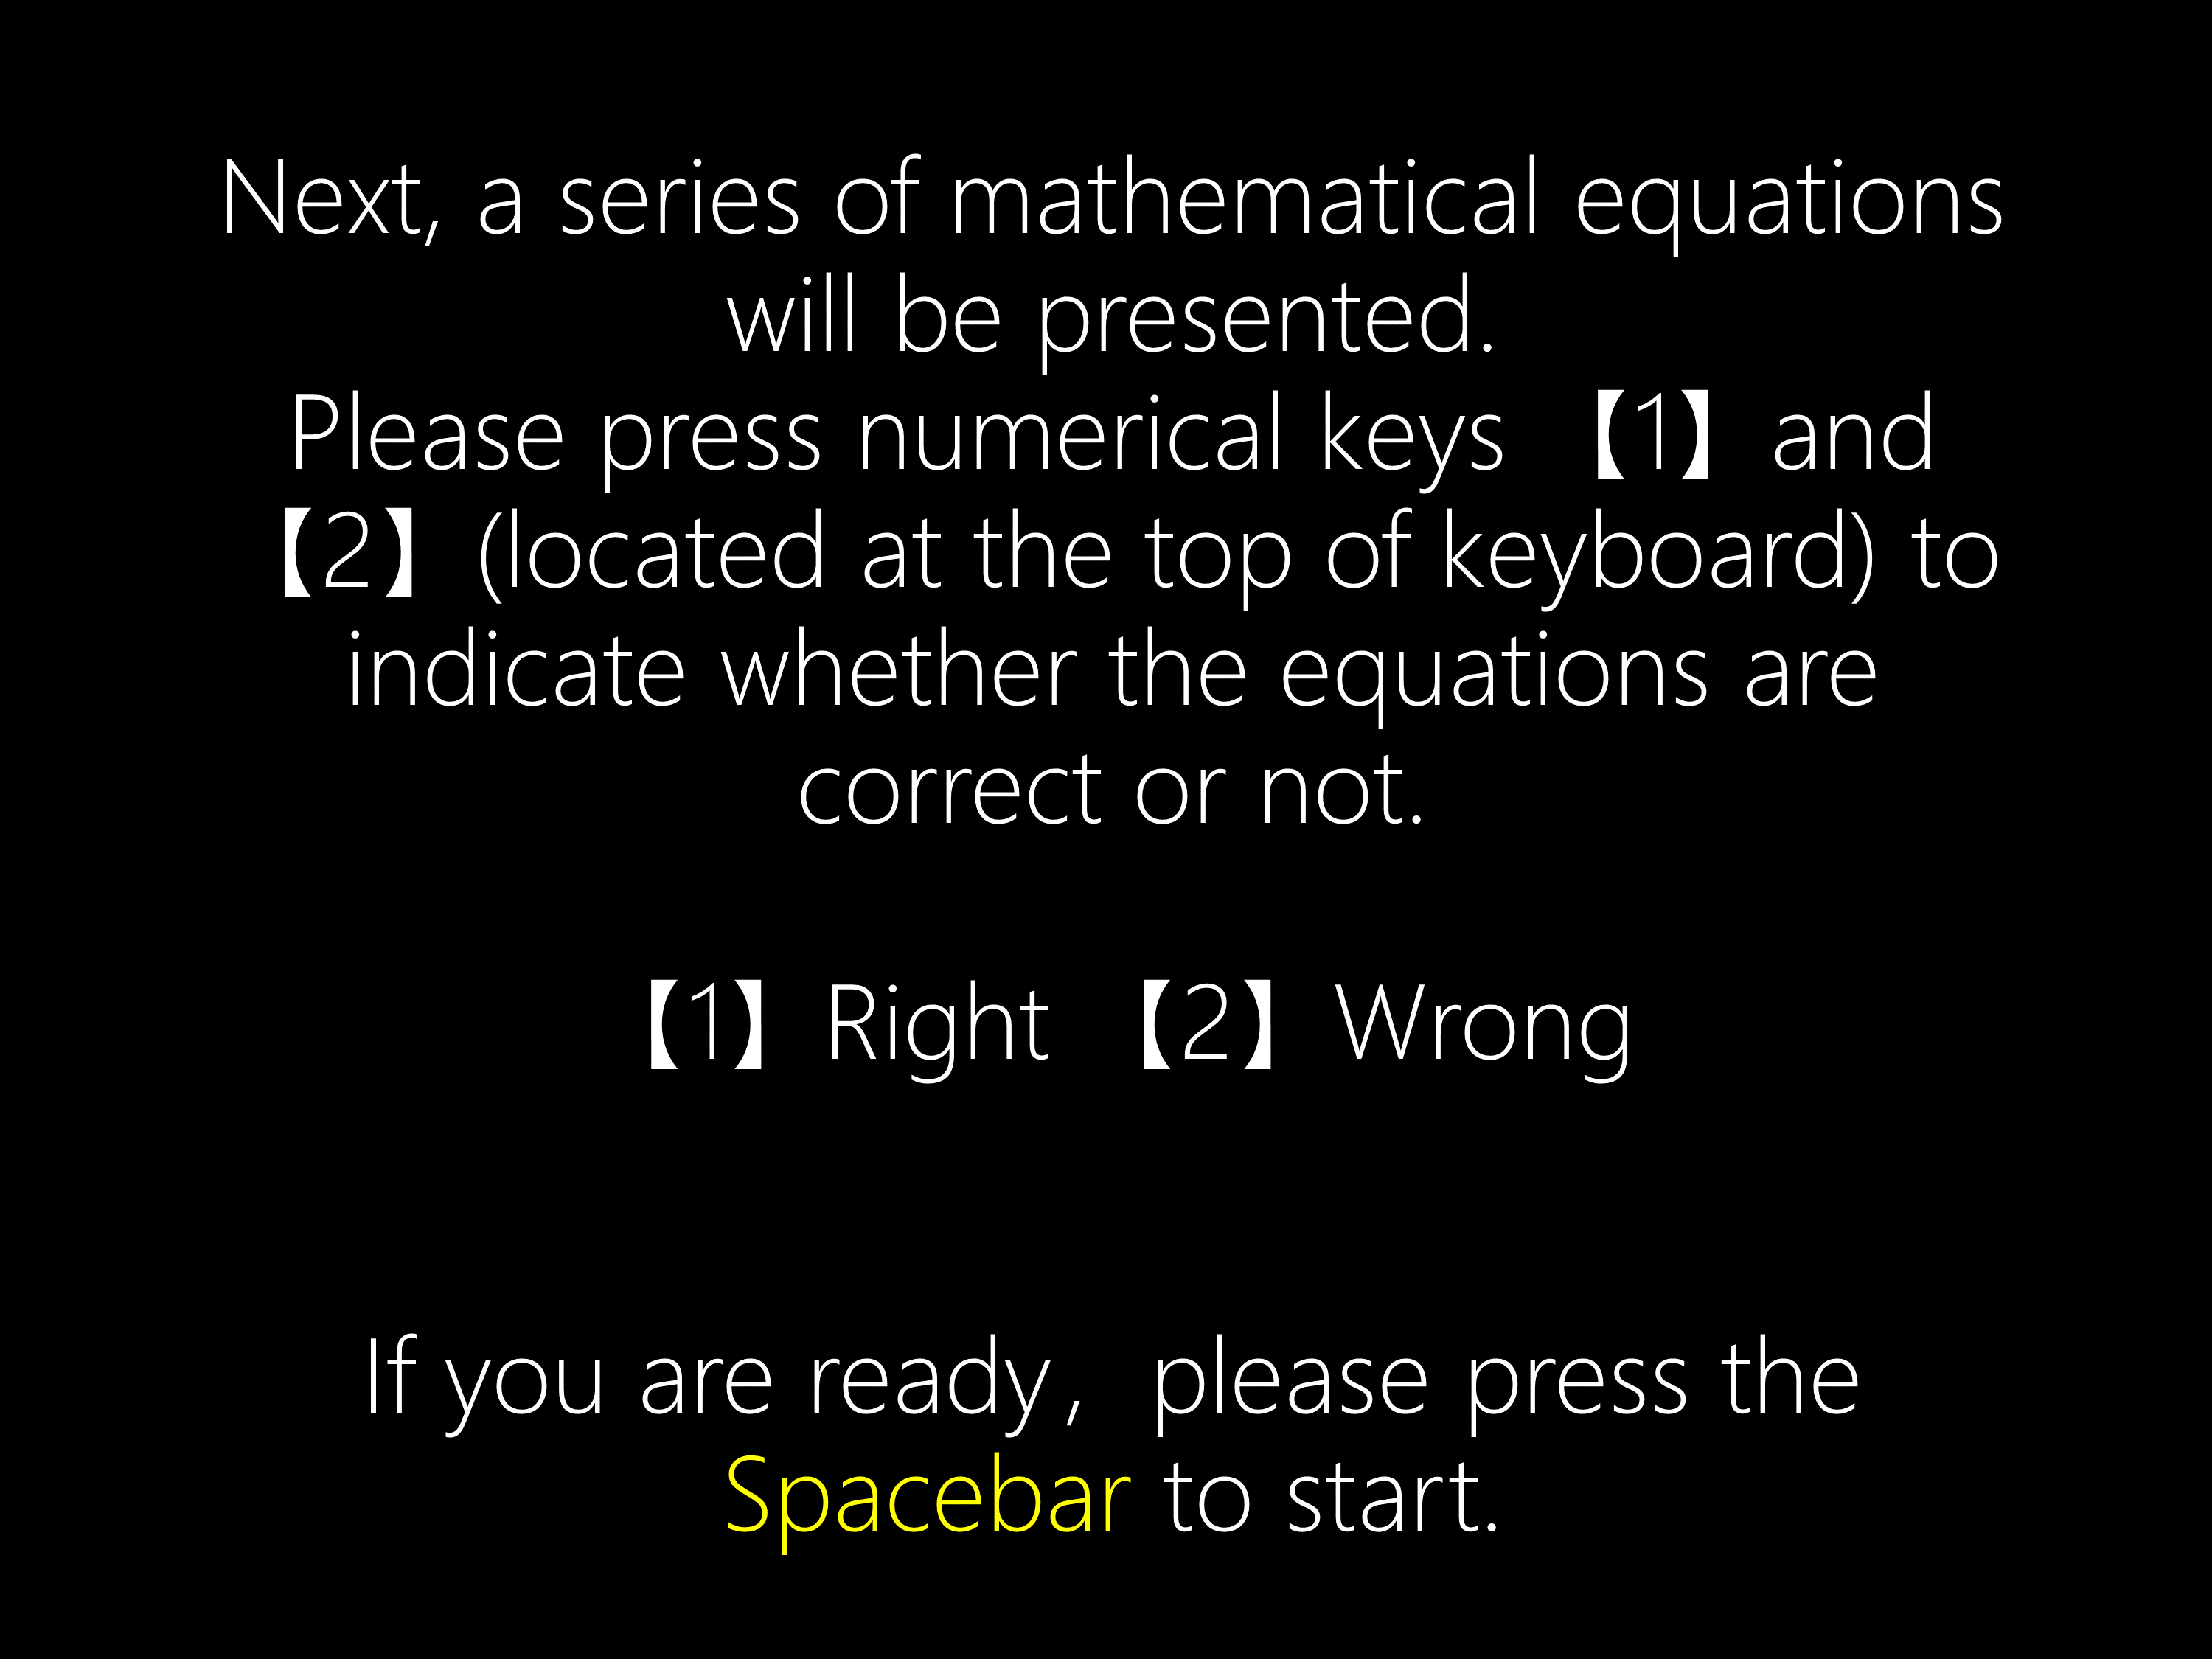 Next, a series of mathematical equations
will be presented.
Please press numerical keys 【1】 and
【2】 (located at the top of keyboard) to
indicate whether the equations are
correct or not.
【1】 Right 【2】 Wrong
If you are ready， please press the
Spacebar to start.